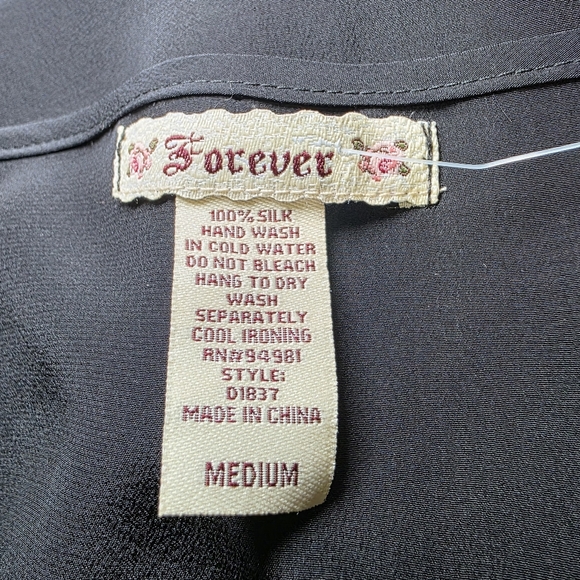 Forever
100% SILK
HAND WASH
IN COLD WATER
DO NOT BLEACH
HANG TO DRY
WASH
SEPARATELY
COOL IRONING
RN#94981
STYLE:
D1837
MADE IN CHINA
MEDIUM